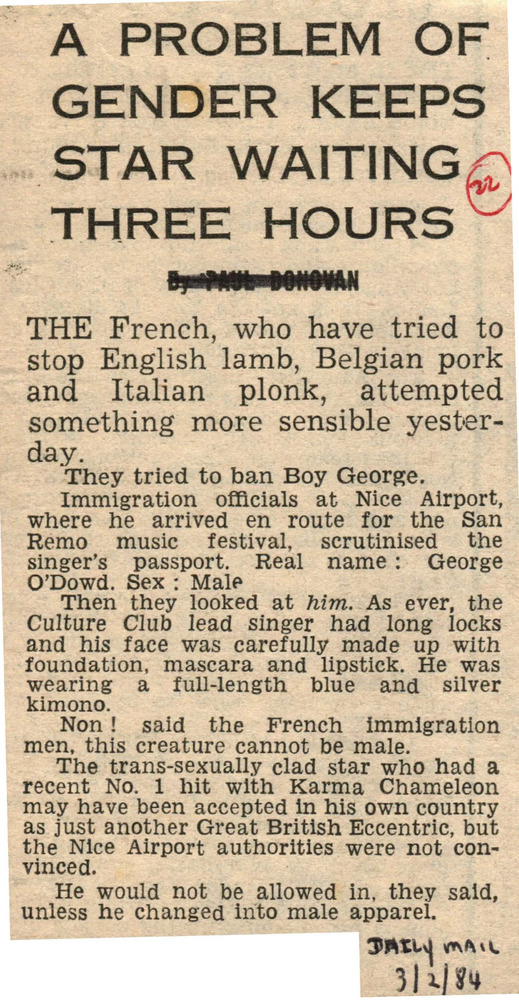 A PROBLEM OF
GENDER KEEPS
STAR WAITING
THREE HOURS
22
By PAUL DONOVAN
THE French, who have tried to
stop English lamb, Belgian pork
and Italian plonk, attempted
something more sensible yester-
day.
They tried to ban Boy George.
Immigration officials at Nice Airport,
where he arrived en route for the San
Remo music festival, scrutinised the
singer's passport. Real name : George
O'Dowd. Sex : Male
Then they looked at him. As ever, the
Culture Club lead singer had long locks
and his face was carefully made up with
foundation, mascara and lipstick. He was
wearing a full-length blue and silver
kimono.
Non ! said the French immigration
men, this creature cannot be male.
The trans-sexually clad star who had a
recent No. 1 hit with Karma Chameleon
may have been accepted in his own country
as just another Great British Eccentric, but
the Nice Airport authorities were not con-
vinced.
He would not be allowed in, they said,
unless he changed into male apparel.
DAILY MAIL
3/2/84